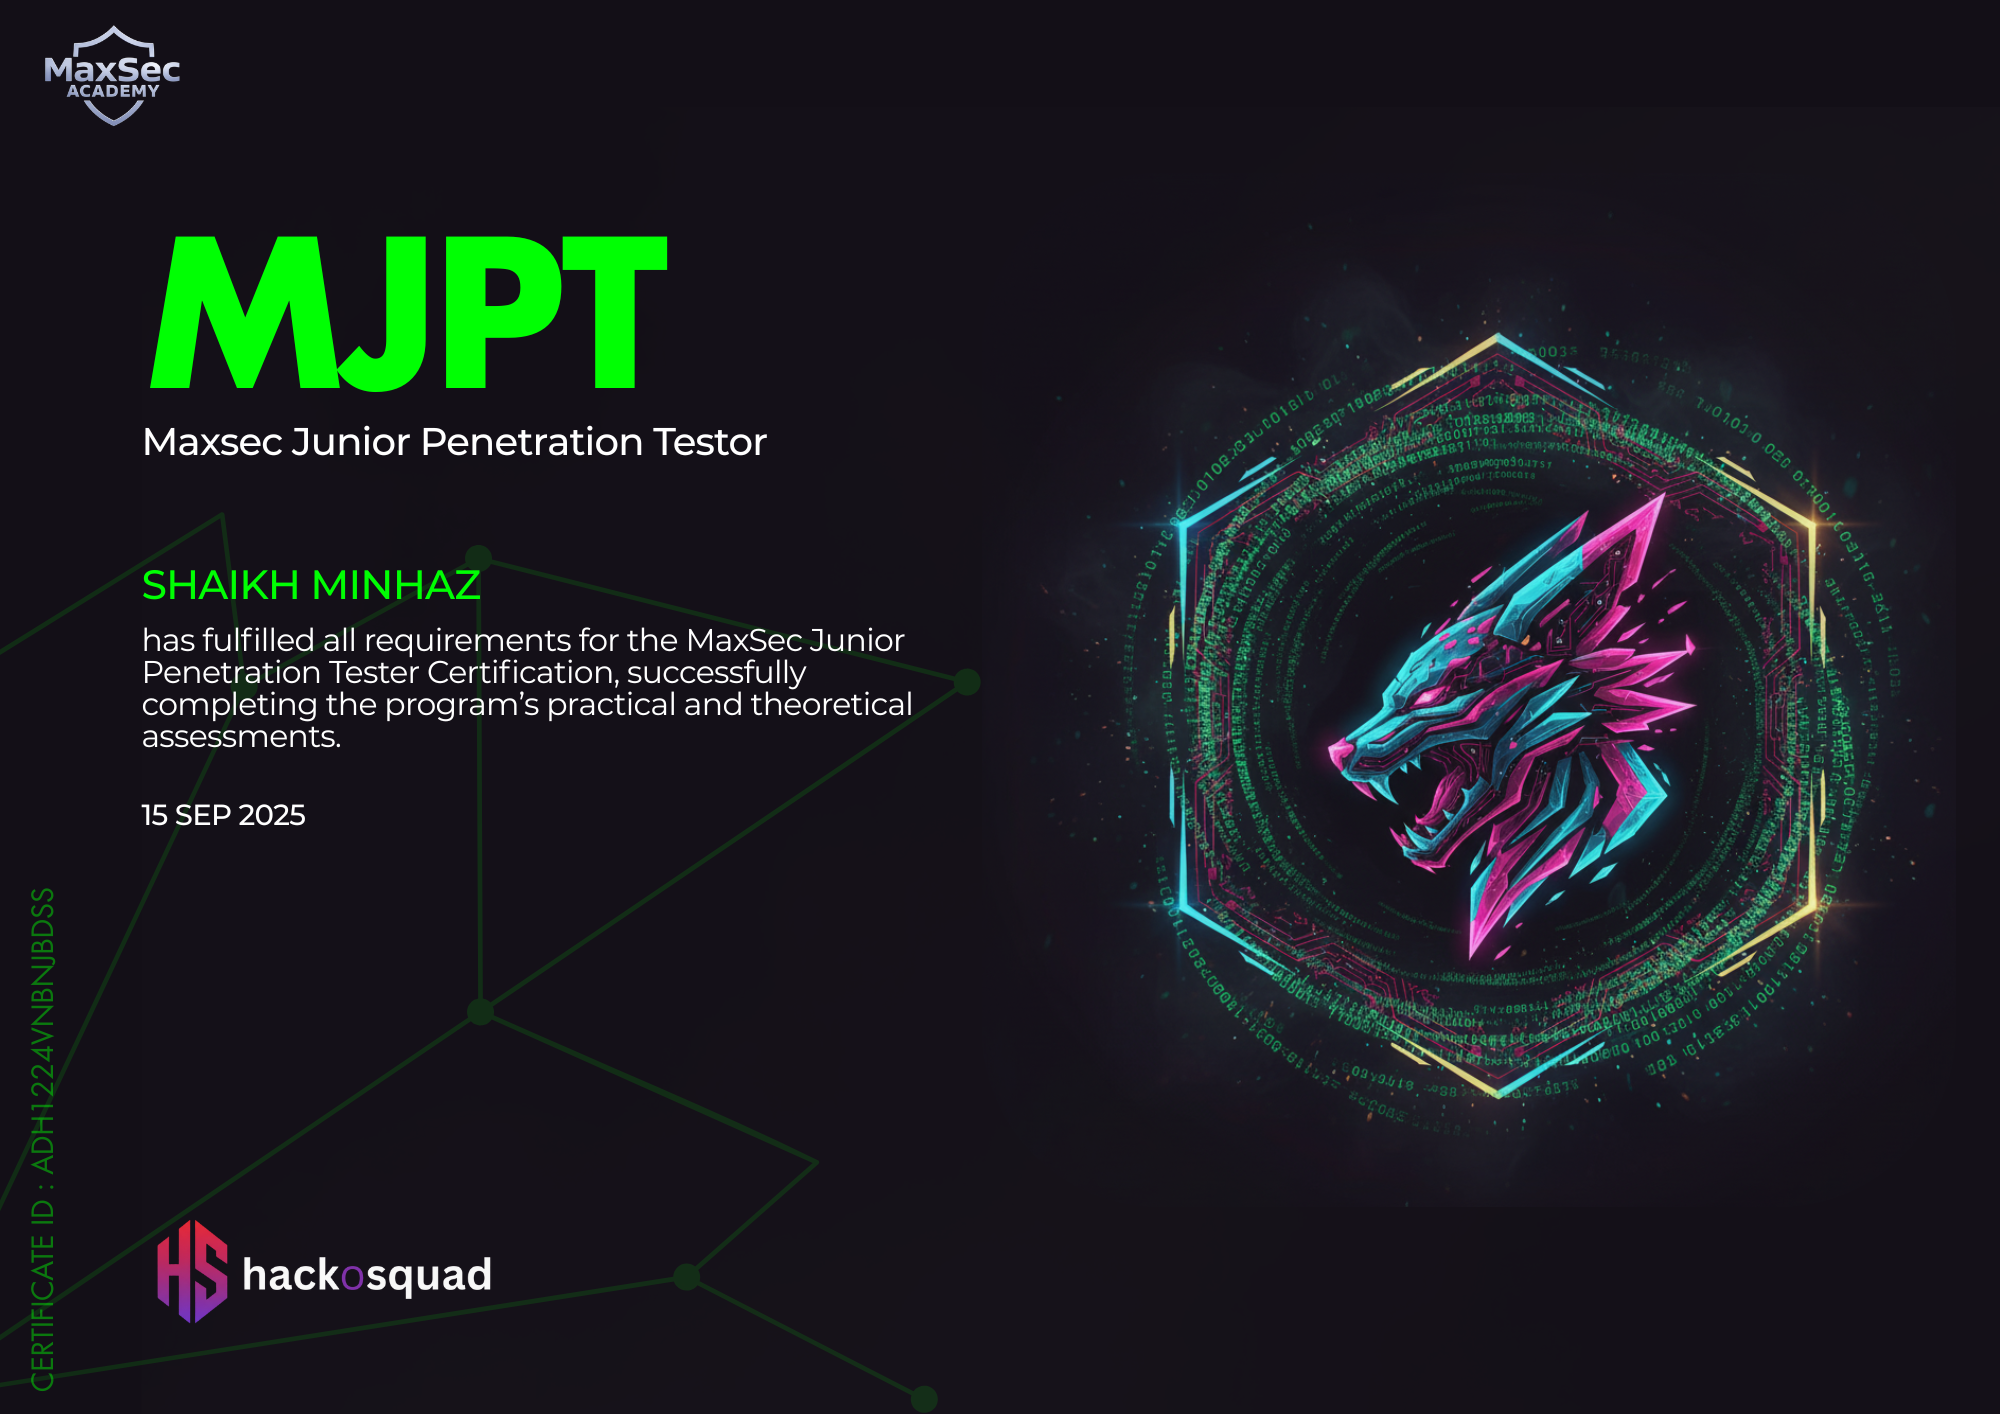 MaxSec
ACADEMY
MJPT
Maxsec Junior Penetration Testor
SHAIKH MINHAZ
has fulfilled all requirements for the MaxSec Junior
Penetration Tester Certification, successfully
completing the program’s practical and theoretical
assessments.
15 SEP 2025
CERTIFICATE ID : ADH1224VNBNJBDSS
HS
hackosquad